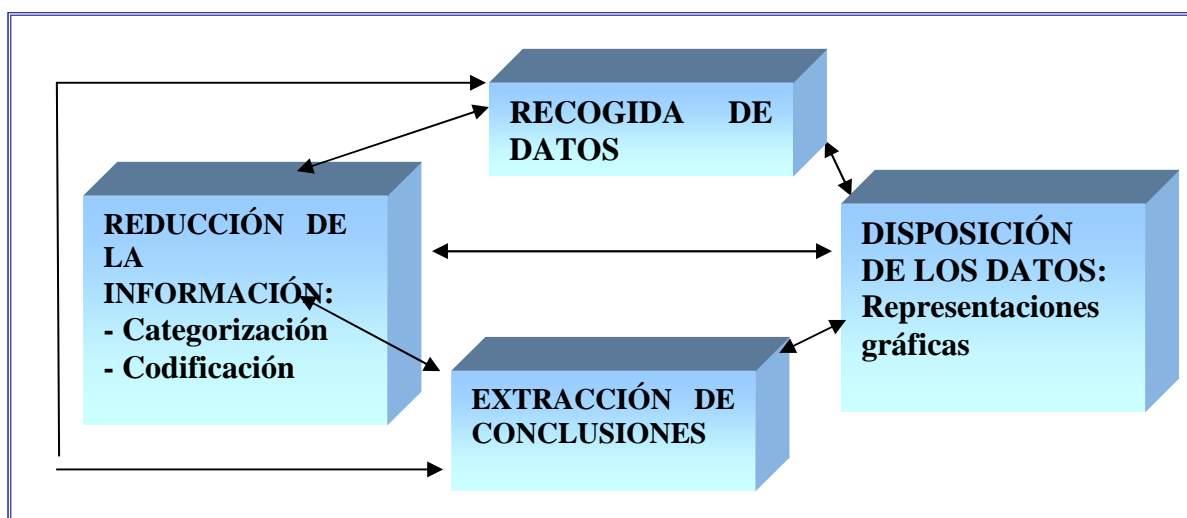 RECOGIDA DE
DATOS
REDUCCIÓN DE
LA
INFORMACIÓN:
- Categorización
- Codificación
DISPOSICIÓN
DE LOS DATOS:
Representaciones
gráficas
EXTRACCIÓN DE
CONCLUSIONES